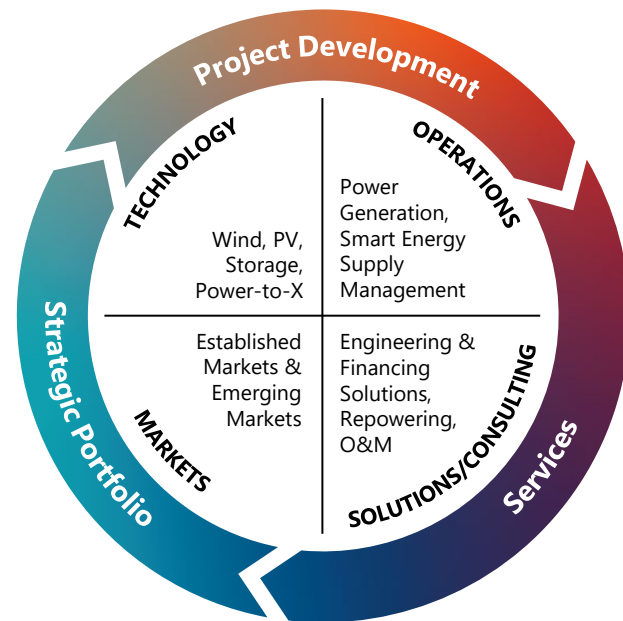 Project Development
TECHNOLOGY
Wind, PV,
Storage,
Power-to-X
OPERATIONS
Power
Generation,
Smart Energy
Supply
Management
Strategic Portfolio
MARKETS
Established
Markets &
Emerging
Markets
SOLUTIONS/CONSULTING
Engineering &
Financing
Solutions,
Repowering,
O&M
Services